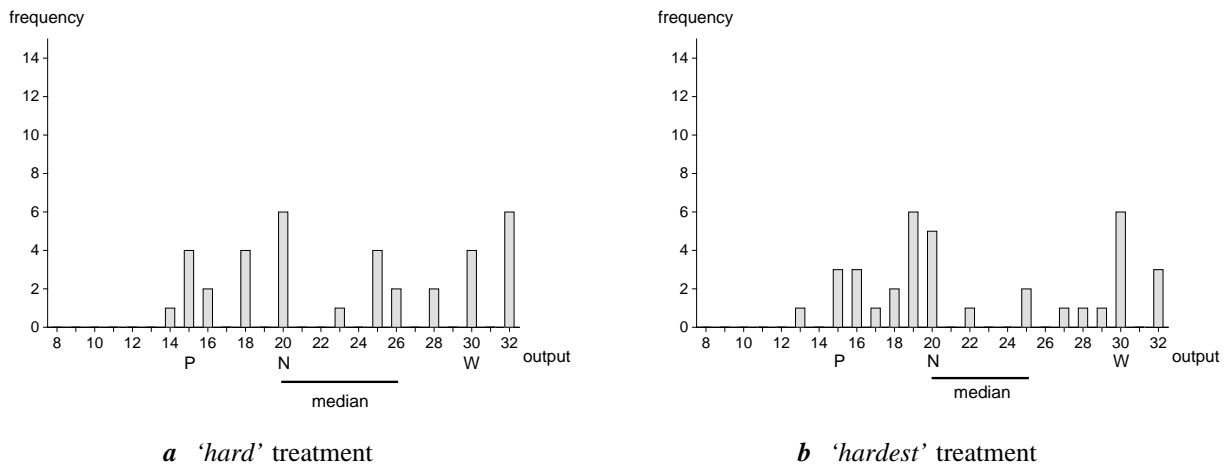 frequency
14
12
10
8
6
4
2
0
8 10 12 14 16 18 20 22 24 26 28 30 32
output
P N W
median
a ‘hard’ treatment
frequency
14
12
10
8
6
4
2
0
8 10 12 14 16 18 20 22 24 26 28 30 32
output
P N W
median
b ‘hardest’ treatment